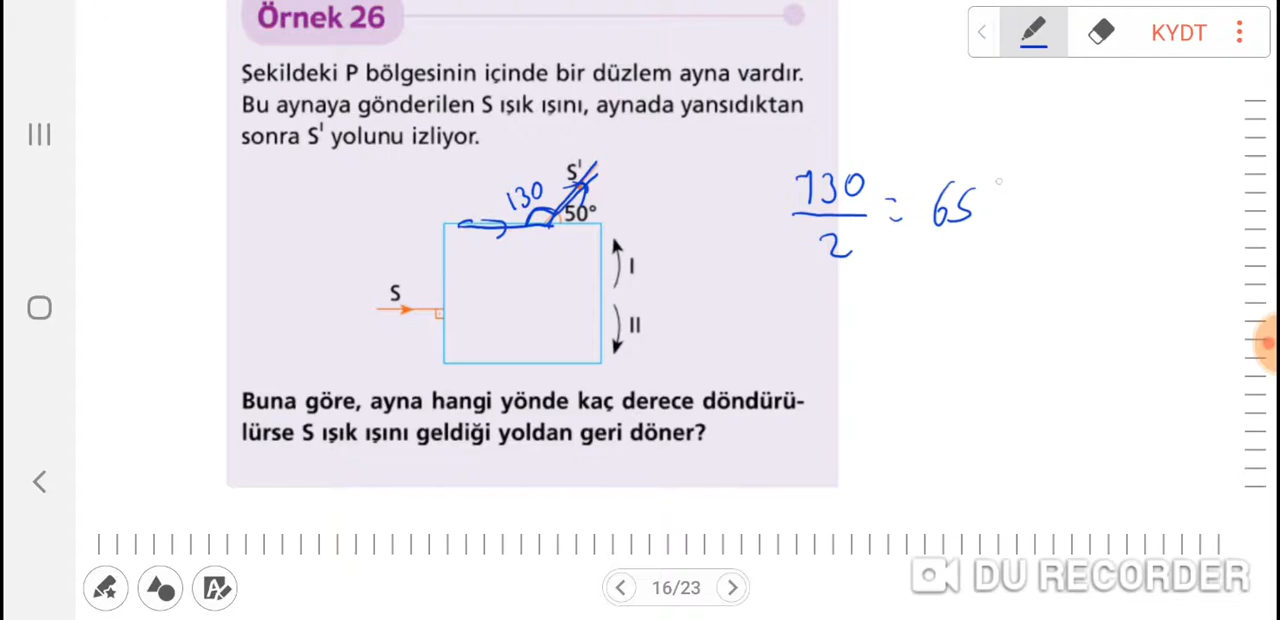 Örnek 26
KYDT
Şekildeki P bölgesinin içinde bir düzlem ayna vardır.
Bu aynaya gönderilen S ışık ışını, aynada yansıdıktan
sonra S' yolunu izliyor.
S'
130
50°
130
2
= 65
I
S
II
Buna göre, ayna hangi yönde kaç derece döndürü-
lürse S ışık ışını geldiği yoldan geri döner?
16/23
DU RECORDER